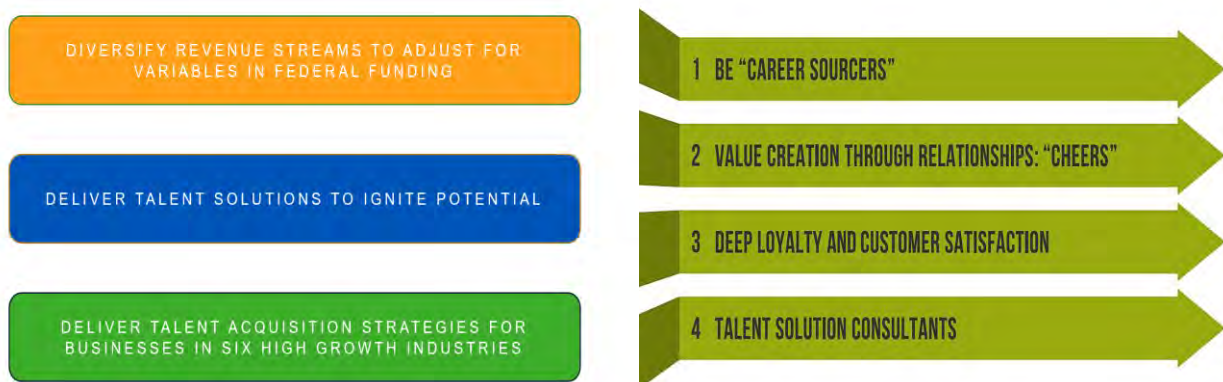 DIVERSIFY REVENUE STREAMS TO ADJUST FOR
VARIABLES IN FEDERAL FUNDING
DELIVER TALENT SOLUTIONS TO IGNITE POTENTIAL
DELIVER TALENT ACQUISITION STRATEGIES FOR
BUSINESSES IN SIX HIGH GROWTH INDUSTRIES
1 BE “CAREER SOURCERS”
2 VALUE CREATION THROUGH RELATIONSHIPS: “CHEERS”
3 DEEP LOYALTY AND CUSTOMER SATISFACTION
4 TALENT SOLUTION CONSULTANTS